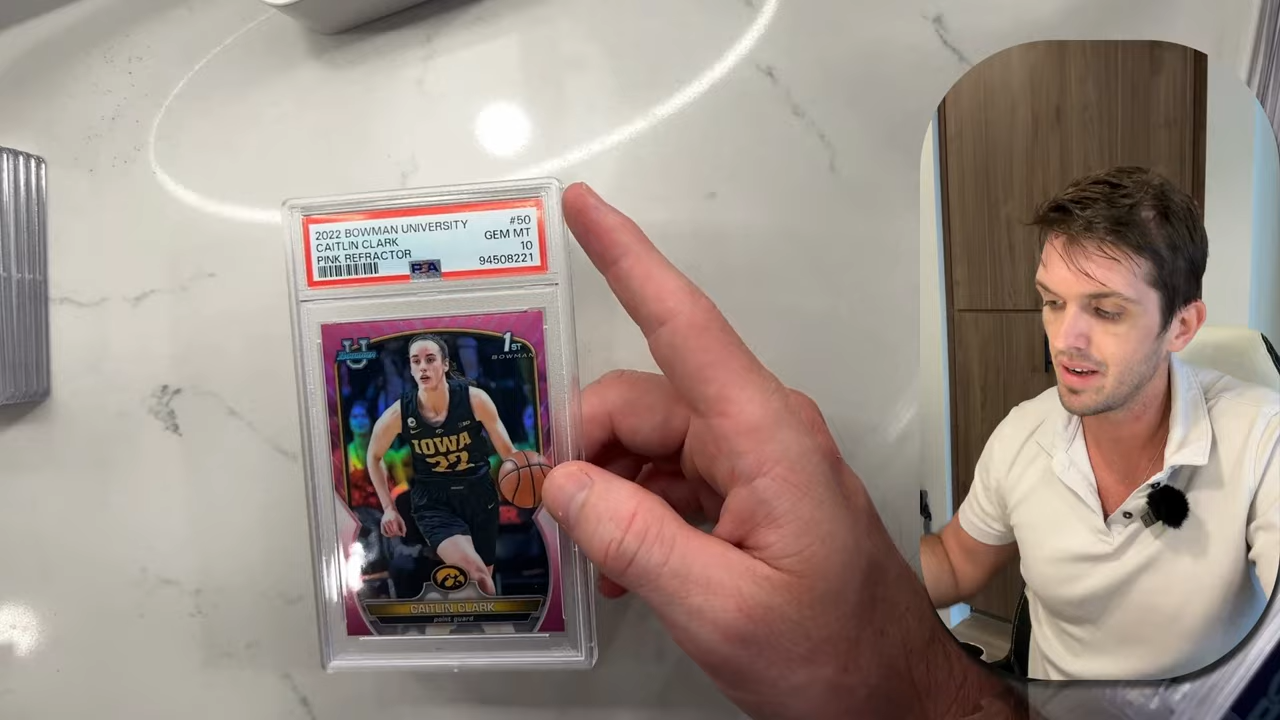 2022 BOWMAN UNIVERSITY #50
CAITLIN CLARK GEM MT
PINK REFRACTOR 10
PSA 94508221
U
1ST
BOWMAN
IOWA
22
CAITLIN CLARK
point guard